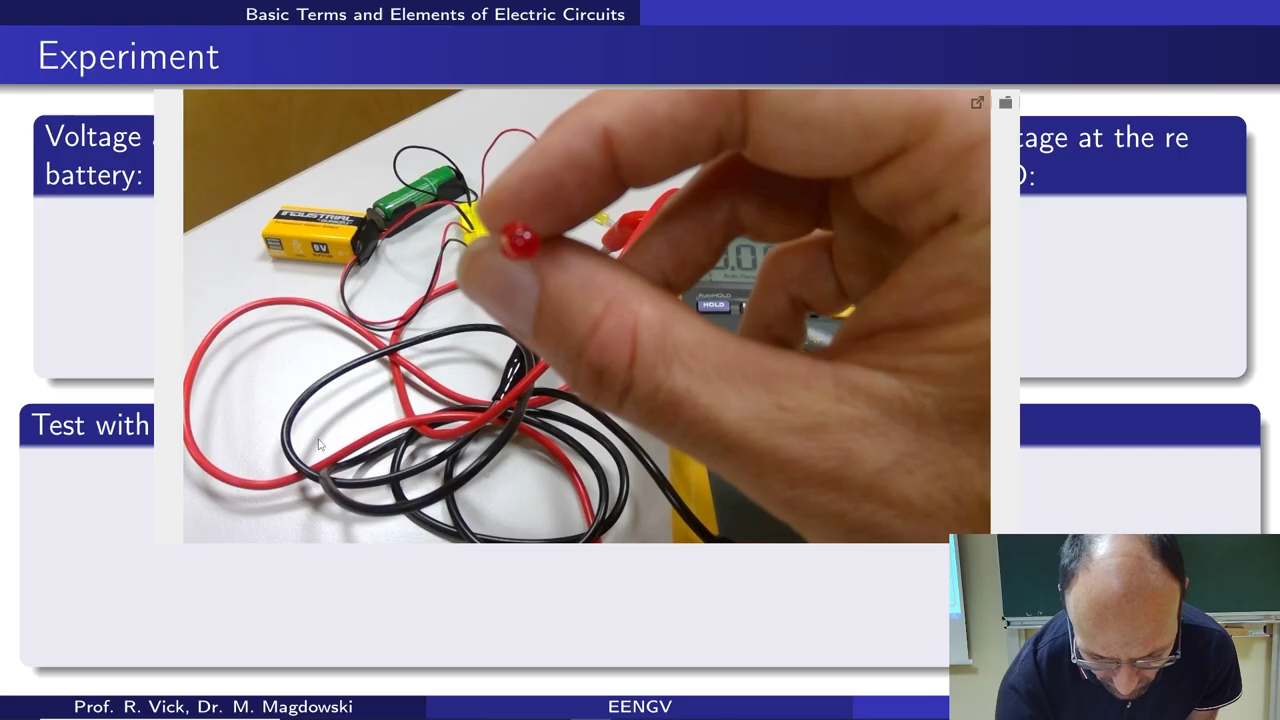 Basic Terms and Elements of Electric Circuits
Experiment
Voltage
battery:
tage at the re
:
INDUSTRIAL
9V
AutoHOLD
HOLD
Test with
Prof. R. Vick, Dr. M. Magdowski
EENGV